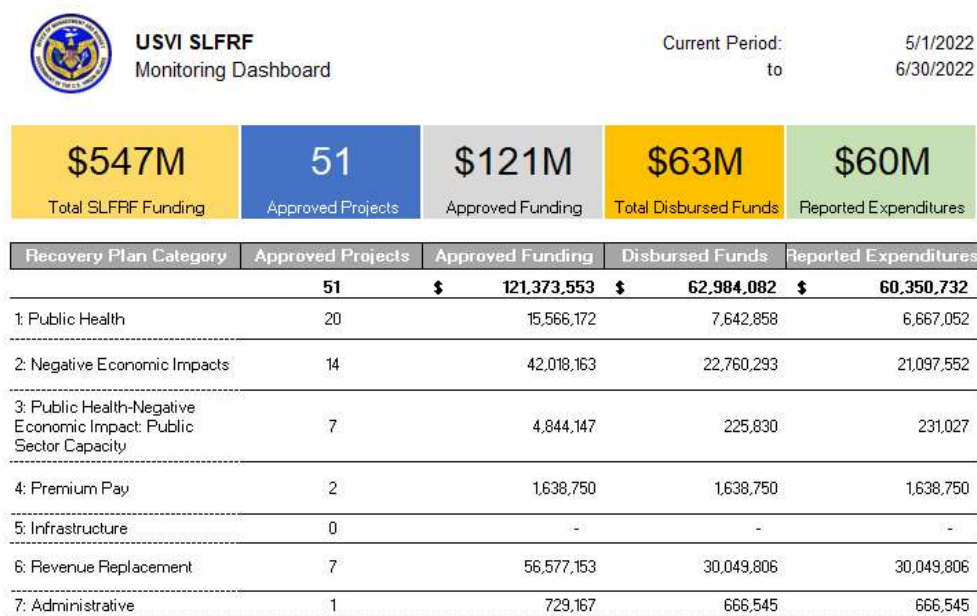 USVI SLFRF
Monitoring Dashboard
Current Period: 5/1/2022
to 6/30/2022
$547M 51 $121M $63M $60M
Total SLFRF Funding Approved Projects Approved Funding Total Disbursed Funds Reported Expenditures
Recovery Plan Category Approved Projects Approved Funding Disbursed Funds Reported Expenditures
51 $ 121,373,553 $ 62,984,082 $ 60,350,732
1: Public Health 20 15,566,172 7,642,858 6,667,052
2: Negative Economic Impacts 14 42,018,163 22,760,293 21,097,552
3: Public Health-Negative
Economic Impact: Public 7 4,844,147 225,830 231,027
Sector Capacity
4: Premium Pay 2 1,638,750 1,638,750 1,638,750
5: Infrastructure 0 - - -
6: Revenue Replacement 7 56,577,153 30,049,806 30,049,806
7: Administrative 1 729,167 666,545 666,545